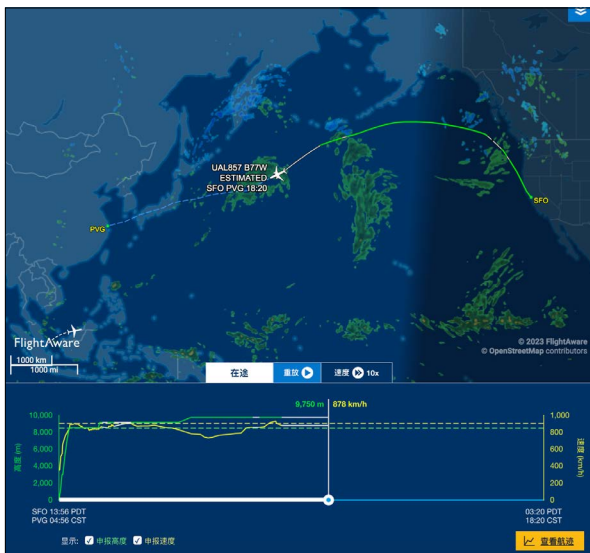 UAL857 B77W
ESTIMATED
SFO PVG 18:20
PVG
SFO
FlightAware
1000 km
1000 mi
© 2023 FlightAware
© OpenStreetMap contributors
在途
重放
速度 10x
9,750 m 878 km/h
10,000
8,000
6,000
4,000
2,000
0
高度 (m)
1,000
800
600
400
200
0
速度 (km/h)
SFO 13:56 PDT
PVG 04:56 CST
03:20 PDT
18:20 CST
显示: 申报高度 申报速度
查看航迹